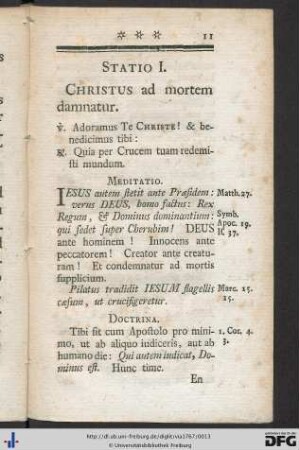 * * * 11
STATIO I.
CHRISTUS ad mortem
damnatur.
℣. Adoramus Te CHRISTE! & be-
nedicimus tibi:
℟. Quia per Crucem tuam redemi-
sti mundum.
MEDITATIO.
IESUS autem stetit ante Præsidem: Matth. 27.
verus DEUS, homo factus: Rex
Regum, & Dominus dominantium: Symb.
Apoc. 19.
qui sedet super Cherubim! DEUS If. 37.
ante hominem! Innocens ante
peccatorem! Creator ante creatu-
ram! Et condemnatur ad mortis
supplicium.
Pilatus tradidit IESUM flagellis Marc. 15.
cæsum, ut crucifigeretur. 15.
DOCTRINA.
Tibi sit cum Apostolo pro mini- 1. Cor. 4.
mo, ut ab aliquo iudiceris, aut ab 3.
humano die: Qui autem iudicat, Do-
minus est. Hunc time.
En
http://dl.ub.uni-freiburg.de/diglit/via1767/0013
© Universitätsbibliothek Freiburg
DFG